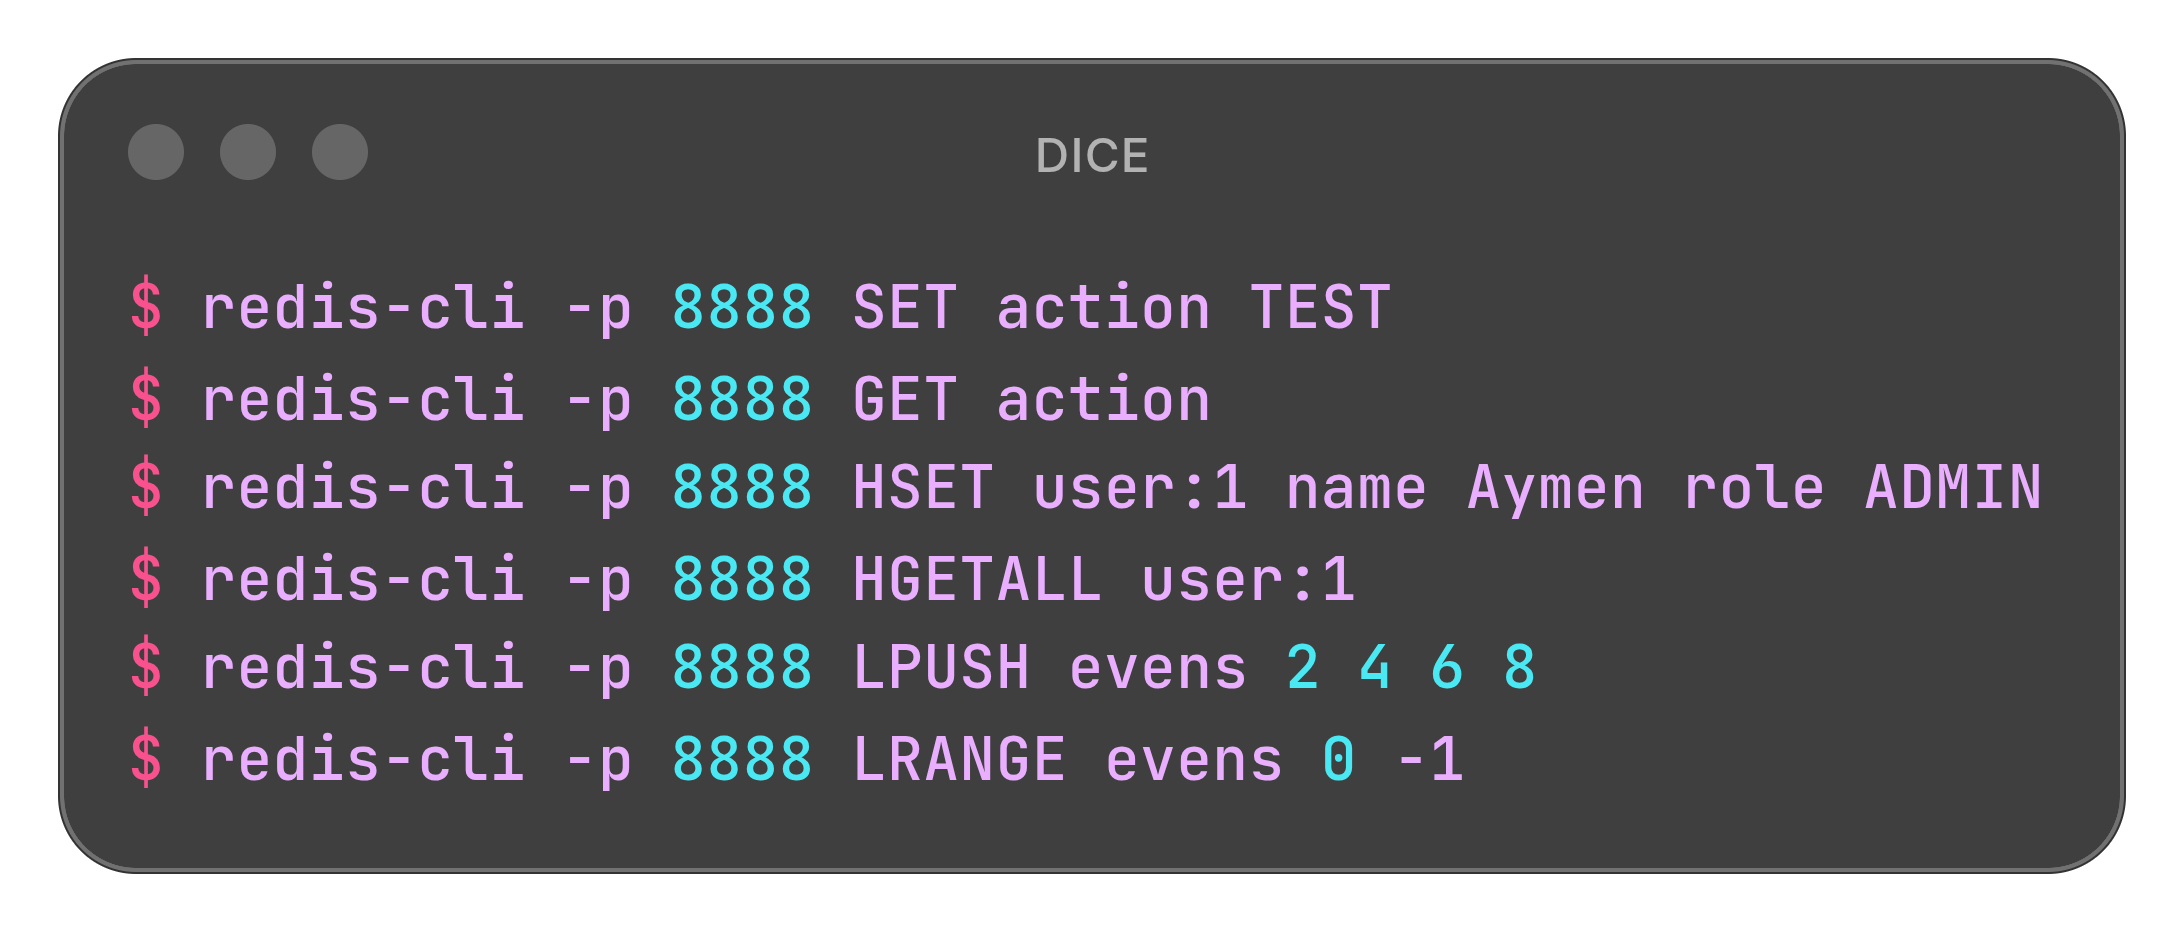 DICE
$ redis-cli -p 8888 SET action TEST
$ redis-cli -p 8888 GET action
$ redis-cli -p 8888 HSET user:1 name Aymen role ADMIN
$ redis-cli -p 8888 HGETALL user:1
$ redis-cli -p 8888 LPUSH evens 2 4 6 8
$ redis-cli -p 8888 LRANGE evens 0 -1